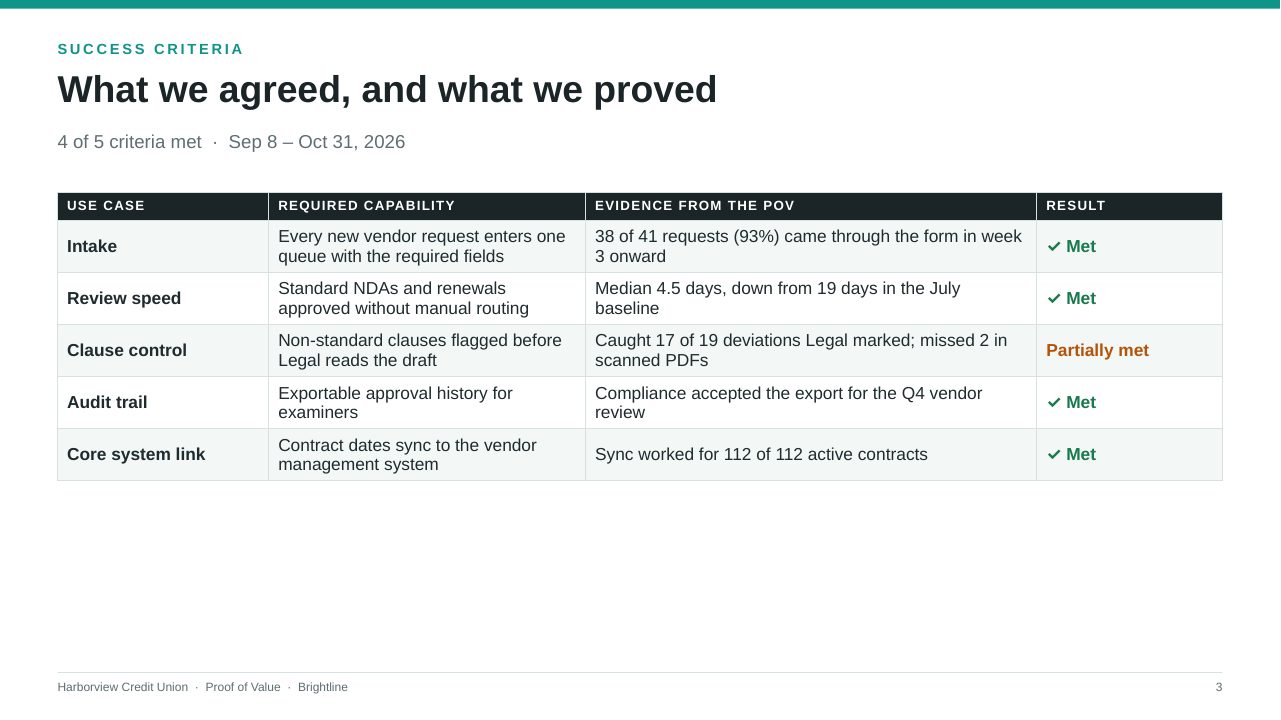 SUCCESS CRITERIA
What we agreed, and what we proved
4 of 5 criteria met · Sep 8 – Oct 31, 2026
USE CASE REQUIRED CAPABILITY EVIDENCE FROM THE POV RESULT
Intake
Every new vendor request enters one
queue with the required fields
38 of 41 requests (93%) came through the form in week
3 onward
✓ Met
Review speed
Standard NDAs and renewals
approved without manual routing
Median 4.5 days, down from 19 days in the July
baseline
✓ Met
Clause control
Non-standard clauses flagged before
Legal reads the draft
Caught 17 of 19 deviations Legal marked; missed 2 in
scanned PDFs
Partially met
Audit trail
Exportable approval history for
examiners
Compliance accepted the export for the Q4 vendor
review
✓ Met
Core system link
Contract dates sync to the vendor
management system
Sync worked for 112 of 112 active contracts
✓ Met
Harborview Credit Union · Proof of Value · Brightline
3